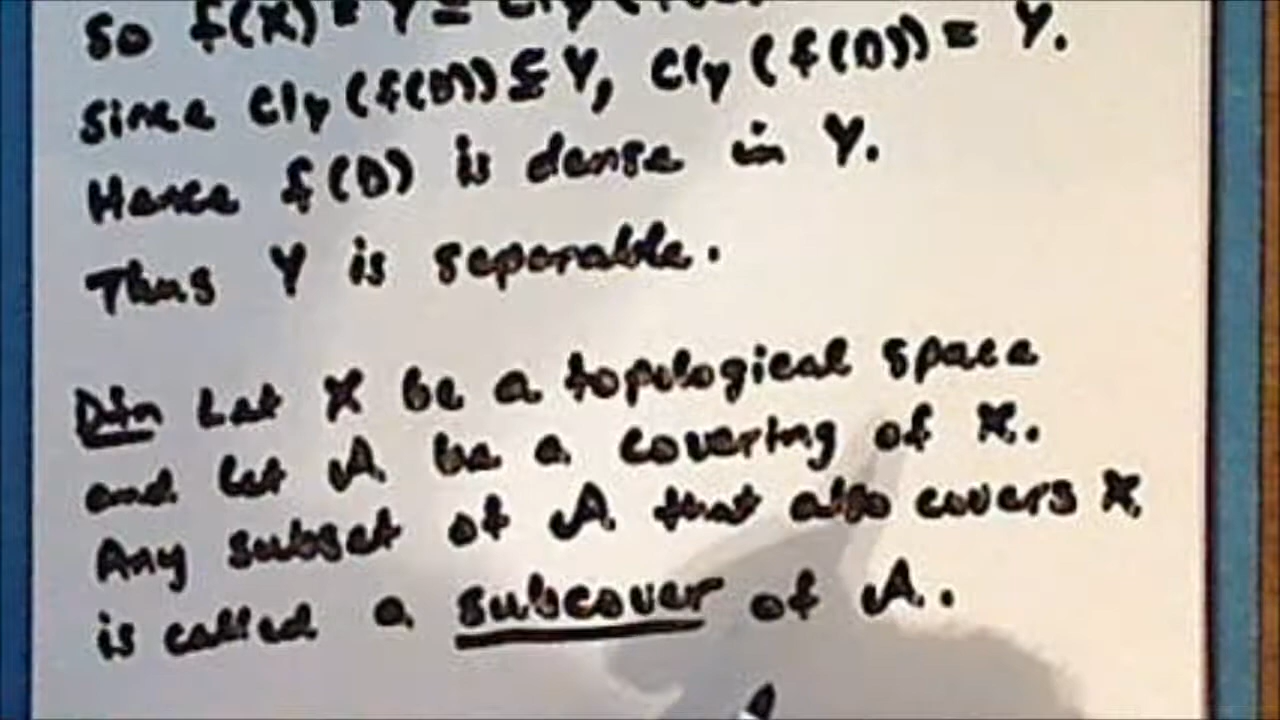 So f(X) = Y ⊆ Cl_Y (f(
Since Cl_Y (f(D)) ⊆ Y, Cl_Y (f(D)) = Y.
Hence f(D) is dense in Y.
Thus Y is separable.
Dfn Let X be a topological space
and let A be a covering of X.
Any subset of A that also covers X
is called a subcover of A.